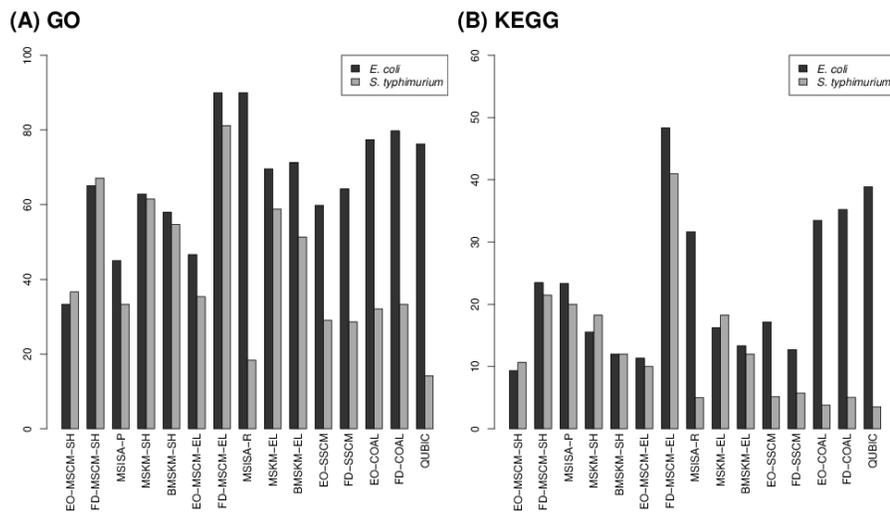 (A) GO
100
80
60
40
20
0
E. coli
S. typhimurium
EO-MSCM-SH
FD-MSCM-SH
MSISA-P
MSKM-SH
BMSKM-SH
EO-MSCM-EL
FD-MSCM-EL
MSISA-R
MSKM-EL
BMSKM-EL
EO-SSCM
FD-SSCM
EO-COAL
FD-COAL
QUBIC
(B) KEGG
60
50
40
30
20
10
0
E. coli
S. typhimurium
EO-MSCM-SH
FD-MSCM-SH
MSISA-P
MSKM-SH
BMSKM-SH
EO-MSCM-EL
FD-MSCM-EL
MSISA-R
MSKM-EL
BMSKM-EL
EO-SSCM
FD-SSCM
EO-COAL
FD-COAL
QUBIC